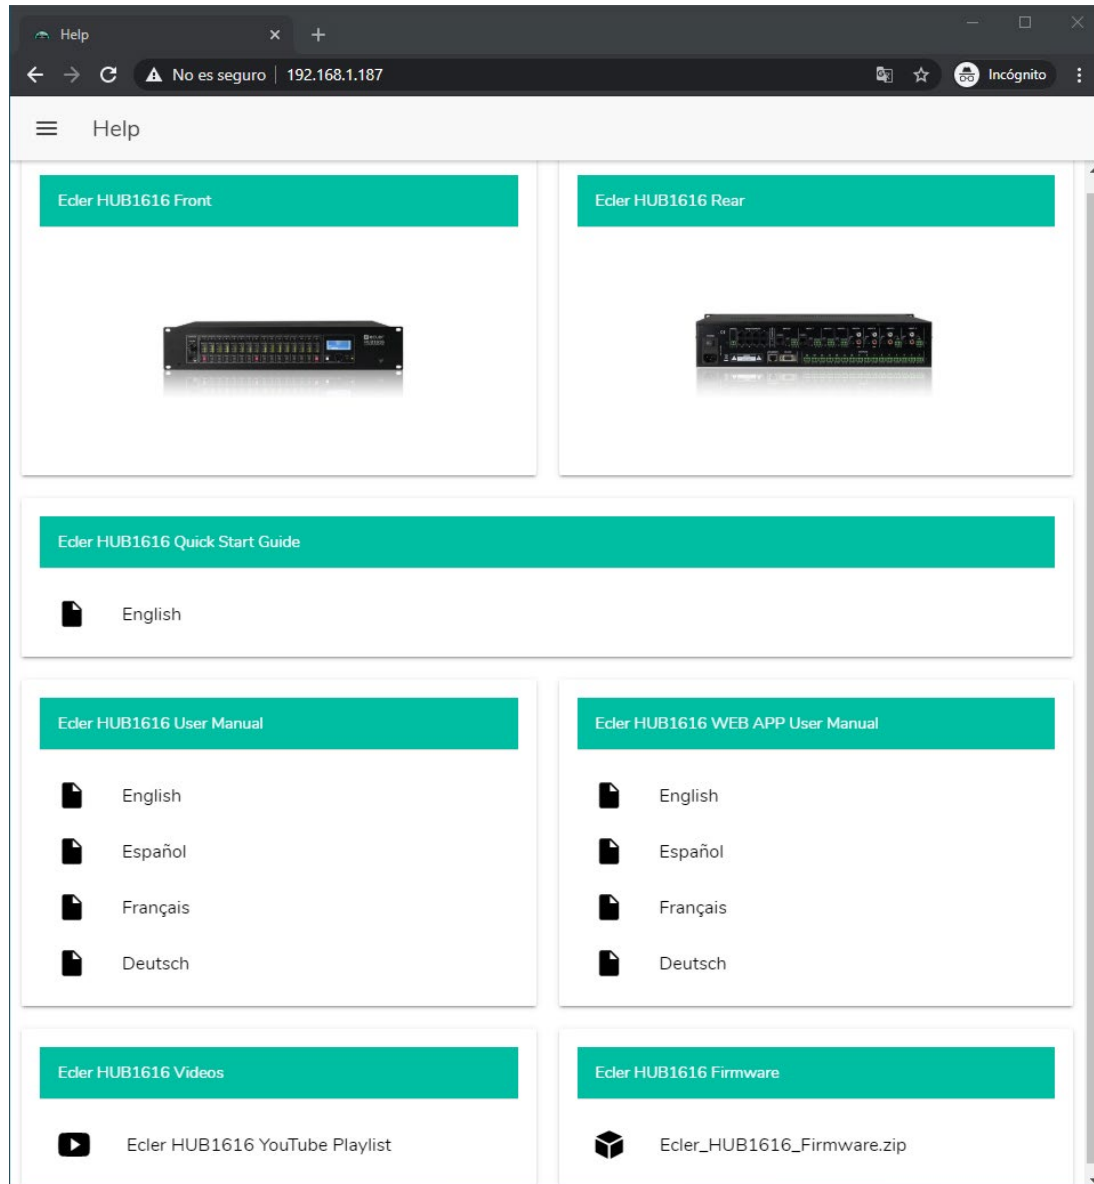 Help
No es seguro 192.168.1.187
Incógnito
Help
Ecler HUB1616 Front
Ecler HUB1616 Rear
Ecler HUB1616 Quick Start Guide
English
Ecler HUB1616 User Manual
English
Español
Français
Deutsch
Ecler HUB1616 WEB APP User Manual
English
Español
Français
Deutsch
Ecler HUB1616 Videos
Ecler HUB1616 YouTube Playlist
Ecler HUB1616 Firmware
Ecler_HUB1616_Firmware.zip